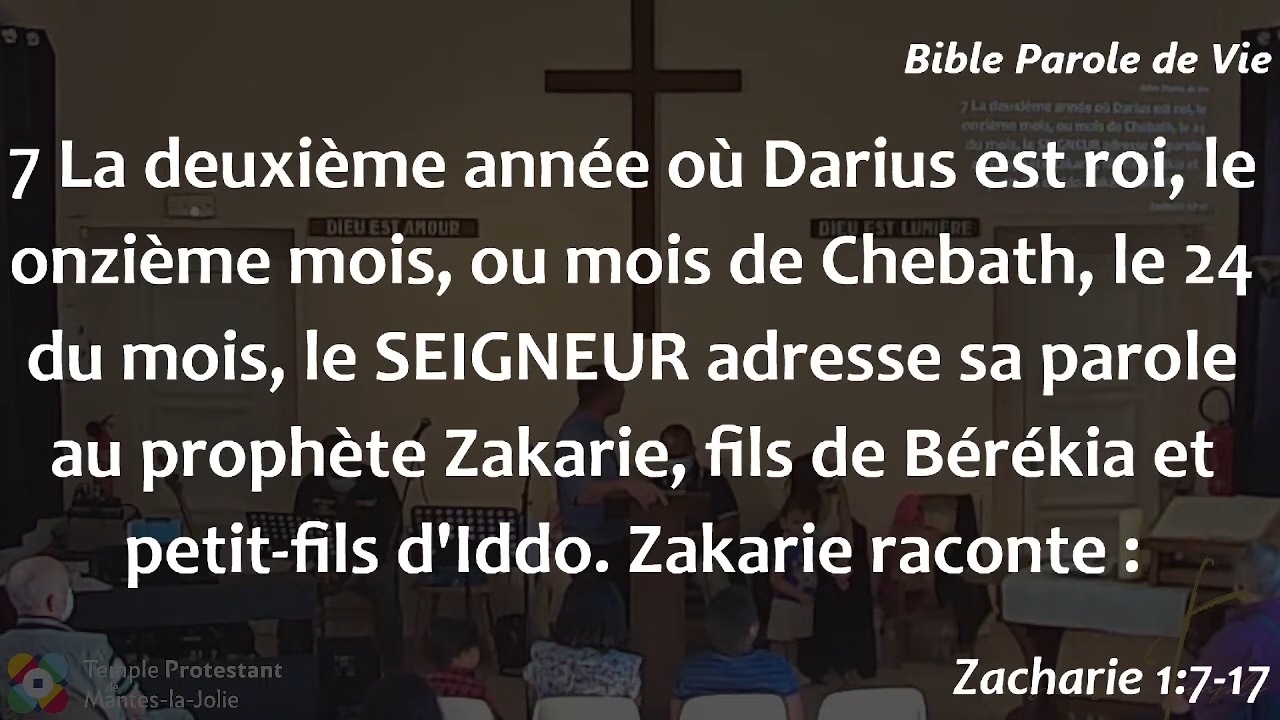 Bible Parole de Vie
7 La deuxième année où Darius est roi, le
onzième mois, ou mois de Chebath, le 24
du mois, le SEIGNEUR adresse sa parole
au prophète Zakarie, fils de Bérékia et
petit-fils d'Iddo. Zakarie raconte :
DIEU EST AMOUR
DIEU EST LUMIÈRE
Temple Protestant
de
Mantes-la-Jolie
Zacharie 1:7-17